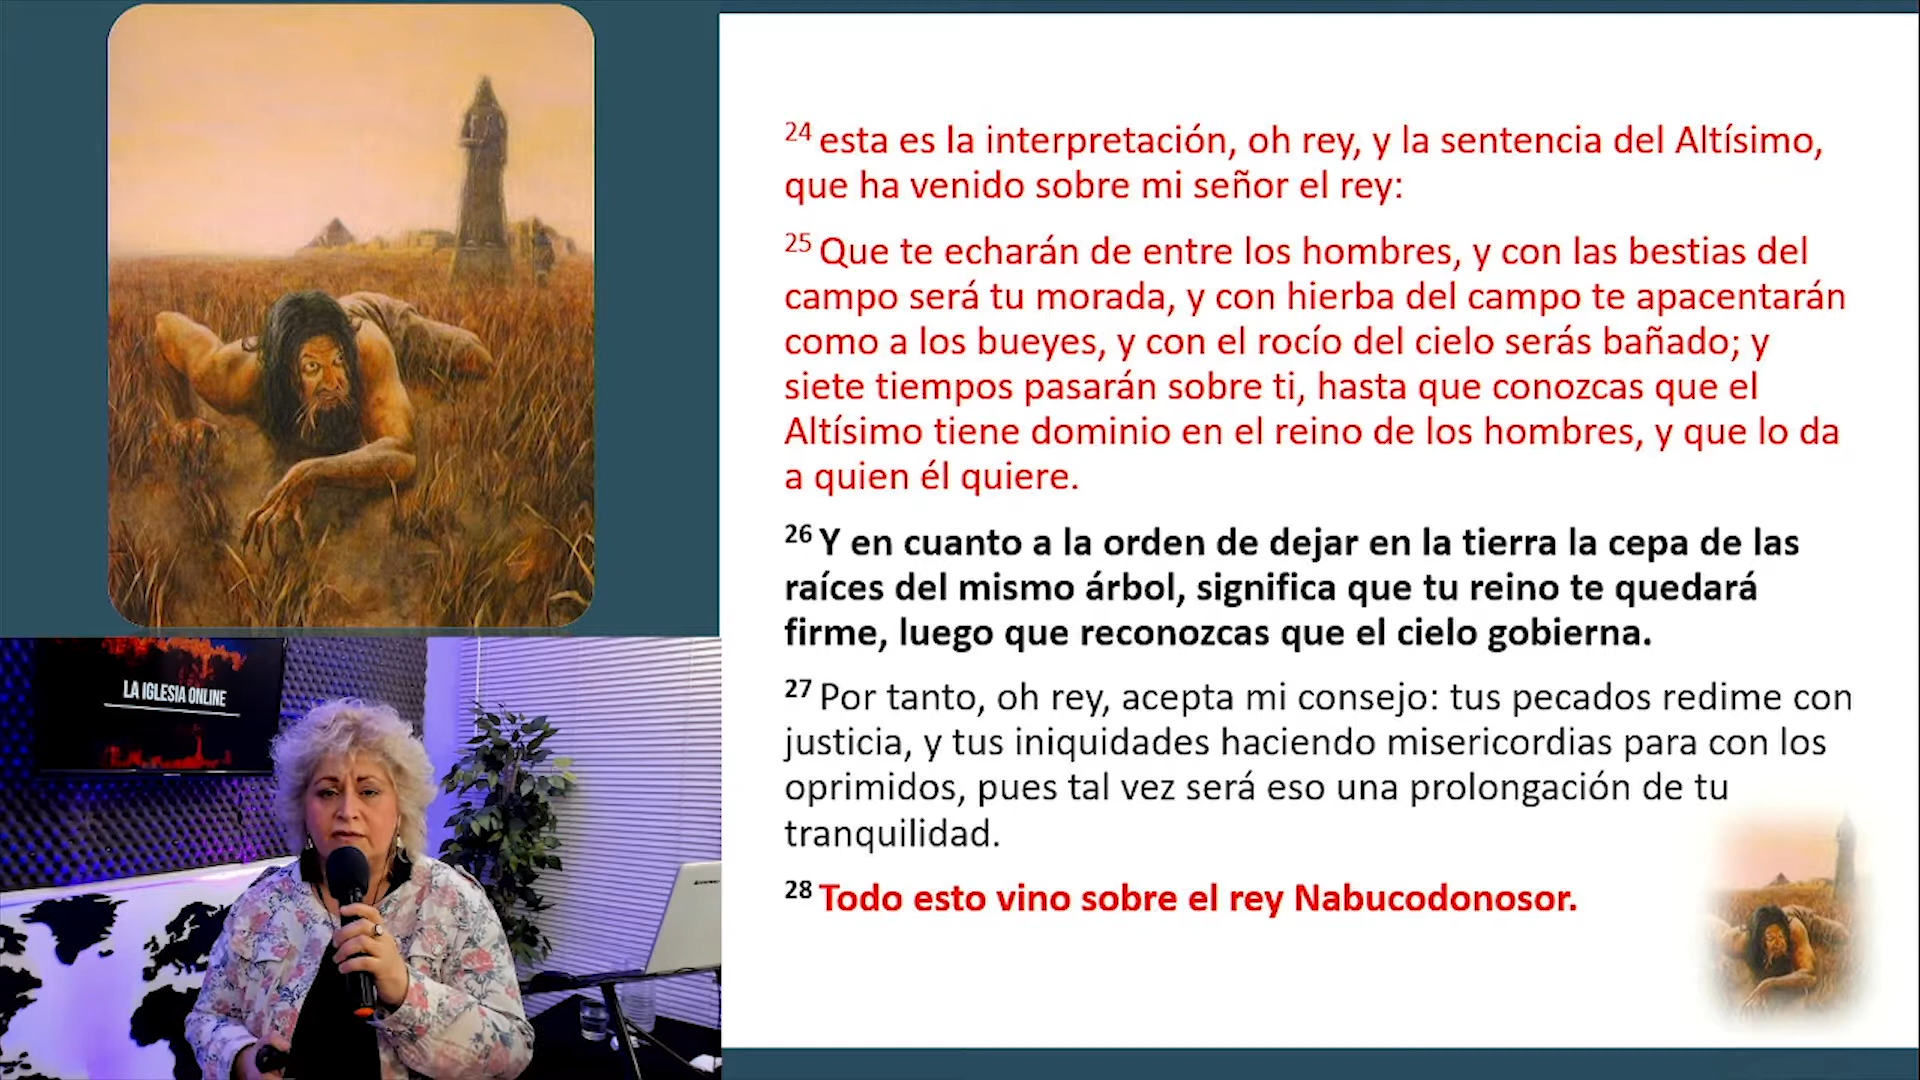 24 esta es la interpretación, oh rey, y la sentencia del Altísimo,
que ha venido sobre mi señor el rey:
25 Que te echarán de entre los hombres, y con las bestias del
campo será tu morada, y con hierba del campo te apacentarán
como a los bueyes, y con el rocío del cielo serás bañado; y
siete tiempos pasarán sobre ti, hasta que conozcas que el
Altísimo tiene dominio en el reino de los hombres, y que lo da
a quien él quiere.
26 Y en cuanto a la orden de dejar en la tierra la cepa de las
raíces del mismo árbol, significa que tu reino te quedará
firme, luego que reconozcas que el cielo gobierna.
27 Por tanto, oh rey, acepta mi consejo: tus pecados redime con
justicia, y tus iniquidades haciendo misericordias para con los
oprimidos, pues tal vez será eso una prolongación de tu
tranquilidad.
28 Todo esto vino sobre el rey Nabucodonosor.
LA IGLESIA ONLINE